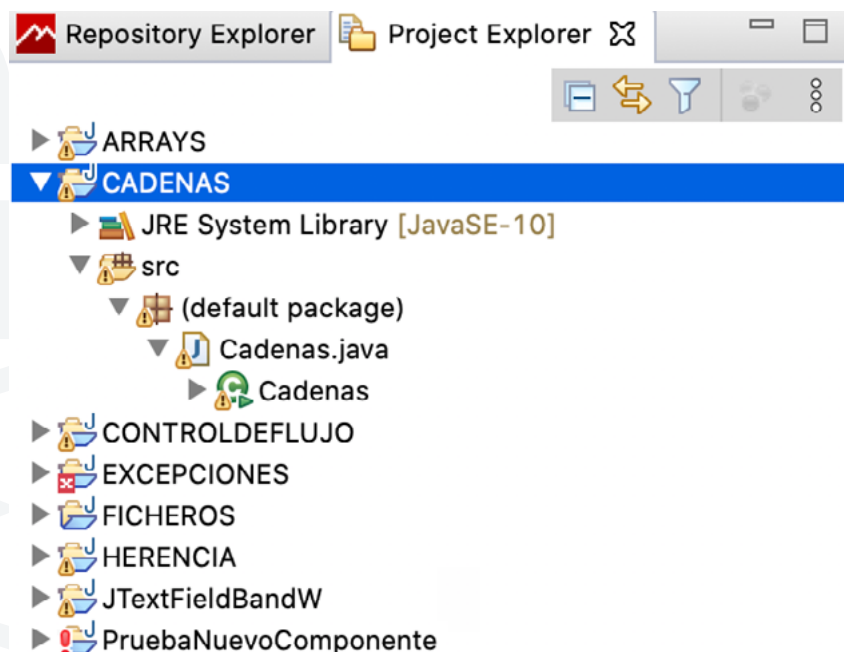 Repository Explorer Project Explorer
ARRAYS
CADENAS
JRE System Library [JavaSE-10]
src
(default package)
Cadenas.java
Cadenas
CONTROLDEFLUJO
EXCEPCIONES
FICHEROS
HERENCIA
JTextFieldBandW
PruebaNuevoComponente